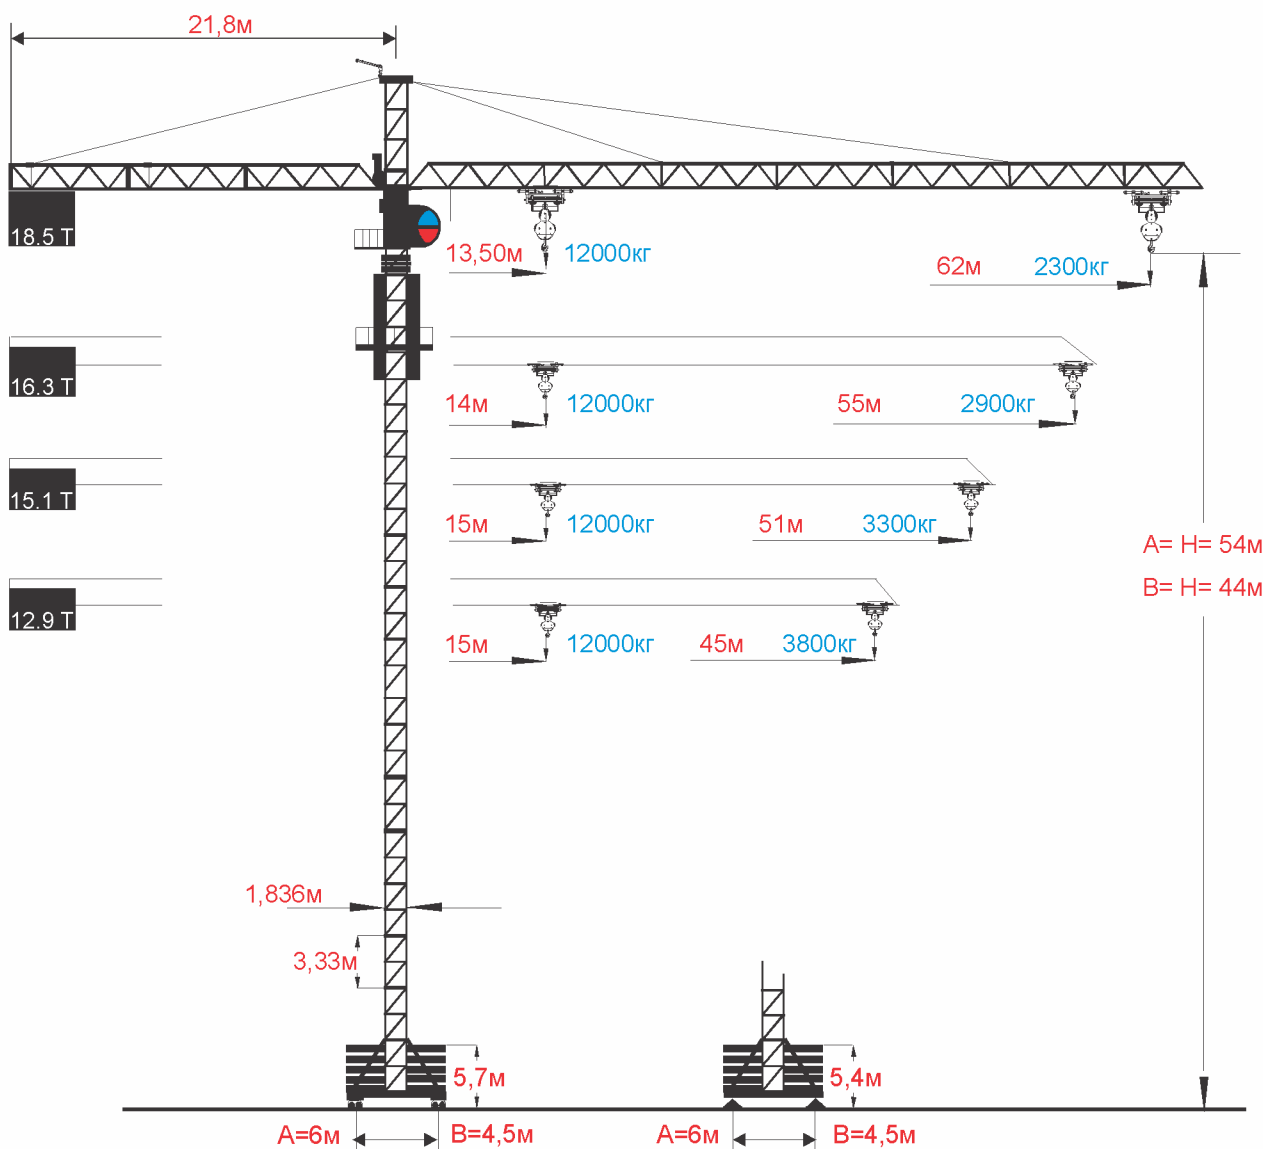 21,8м
18.5 T
13,50м 12000кг
62м 2300кг
16.3 T
14м 12000кг 55м 2900кг
15.1 T
15м 12000кг 51м 3300кг
A= H= 54м
B= H= 44м
12.9 T
15м 12000кг 45м 3800кг
1,836м
3,33м
5,7м
5,4м
A=6м B=4,5м
A=6м B=4,5м